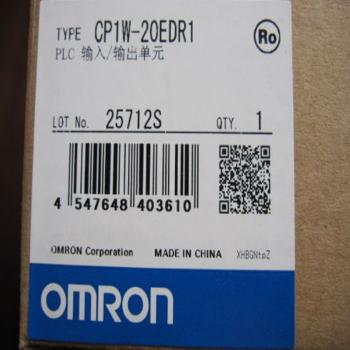 TYPE CP1W-20EDR1 Ro
PLC 输入/输出单元
LOT No. 25712S QTY. 1
4 547648 403610
OMRON Corporation MADE IN CHINA XHBGNtpZ
OMRON